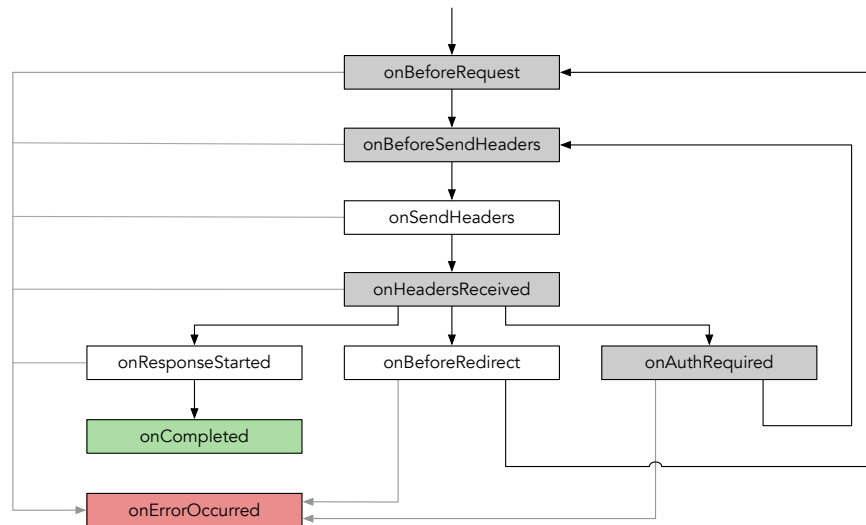 onBeforeRequest
onBeforeSendHeaders
onSendHeaders
onHeadersReceived
onResponseStarted
onBeforeRedirect
onAuthRequired
onCompleted
onErrorOccurred